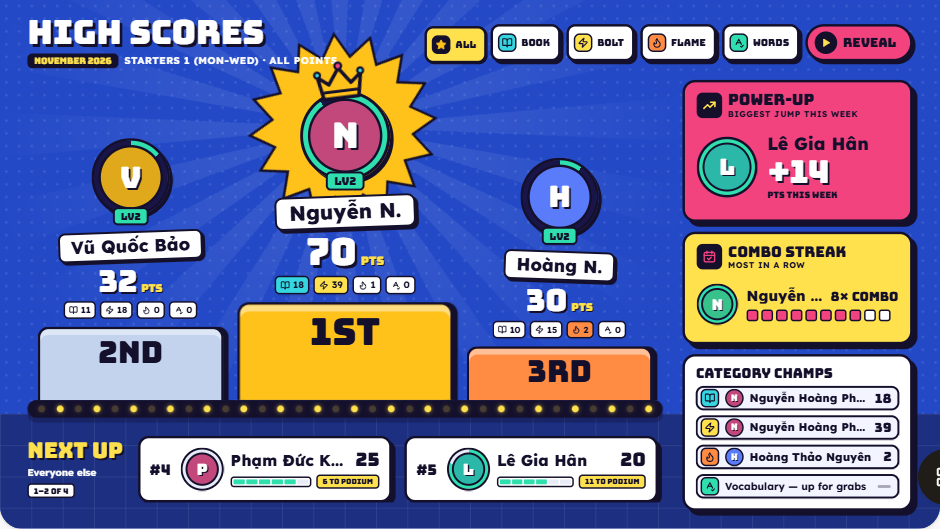 HIGH SCORES
NOVEMBER 2026 STARTERS 1 (MON-WED) · ALL POINTS
ALL
BOOK
BOLT
FLAME
WORDS
REVEAL
V
LV2
Vũ Quốc Bảo
32 PTS
11 18 0 0
2ND
N
LV2
Nguyễn N.
70 PTS
18 39 1 0
1ST
H
LV2
Hoàng N.
30 PTS
10 15 2 0
3RD
POWER-UP
BIGGEST JUMP THIS WEEK
L
Lê Gia Hân
+14
PTS THIS WEEK
COMBO STREAK
MOST IN A ROW
N
Nguyễn ... 8× COMBO
CATEGORY CHAMPS
N Nguyễn Hoàng Ph... 18
N Nguyễn Hoàng Ph... 39
H Hoàng Thảo Nguyên 2
Vocabulary — up for grabs —
NEXT UP
Everyone else
1–2 OF 4
#4 P Phạm Đức K... 25
6 TO PODIUM
#5 L Lê Gia Hân 20
11 TO PODIUM